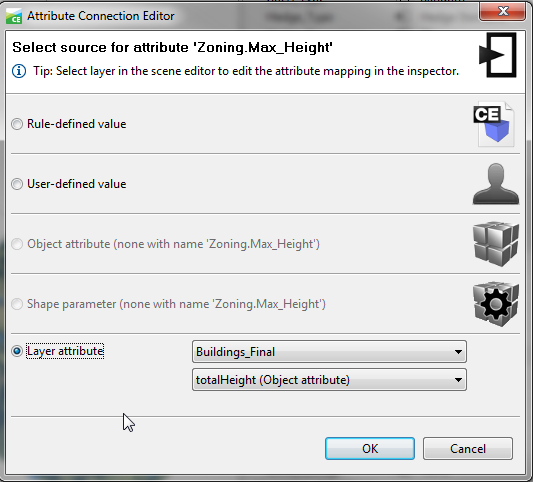 CE Attribute Connection Editor
Select source for attribute 'Zoning.Max_Height'
Tip: Select layer in the scene editor to edit the attribute mapping in the inspector.
Rule-defined value
CE
User-defined value
Object attribute (none with name 'Zoning.Max_Height')
Shape parameter (none with name 'Zoning.Max_Height')
Layer attribute
Buildings_Final
totalHeight (Object attribute)
OK
Cancel